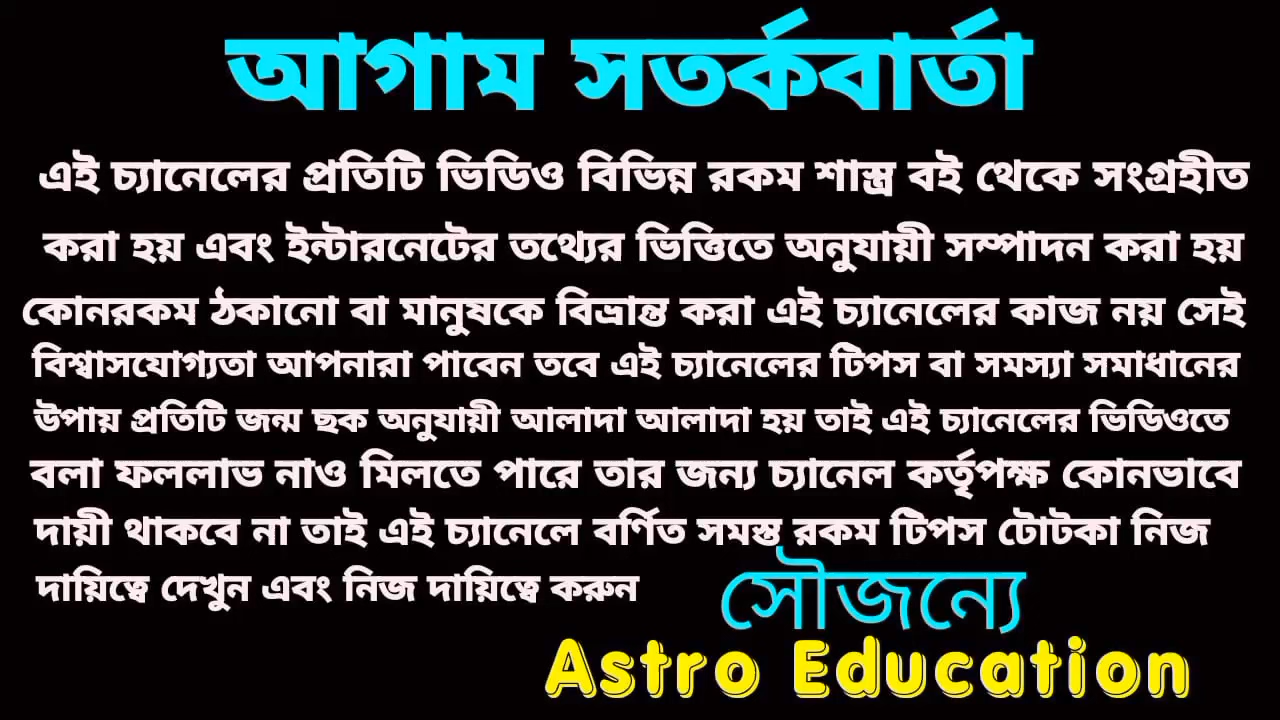 আগাম সতর্কবার্তা
এই চ্যানেলের প্রতিটি ভিডিও বিভিন্ন রকম শাস্ত্র বই থেকে সংগ্রহীত
করা হয় এবং ইন্টারনেটের তথ্যের ভিত্তিতে অনুযায়ী সম্পাদন করা হয়
কোনরকম ঠকানো বা মানুষকে বিভ্রান্ত করা এই চ্যানেলের কাজ নয় সেই
বিশ্বাসযোগ্যতা আপনারা পাবেন তবে এই চ্যানেলের টিপস বা সমস্যা সমাধানের
উপায় প্রতিটি জন্ম ছক অনুযায়ী আলাদা আলাদা হয় তাই এই চ্যানেলের ভিডিওতে
বলা ফললাভ নাও মিলতে পারে তার জন্য চ্যানেল কর্তৃপক্ষ কোনভাবে
দায়ী থাকবে না তাই এই চ্যানেলে বর্ণিত সমস্ত রকম টিপস টোটকা নিজ
দায়িত্বে দেখুন এবং নিজ দায়িত্বে করুন
সৌজন্যে
Astro Education